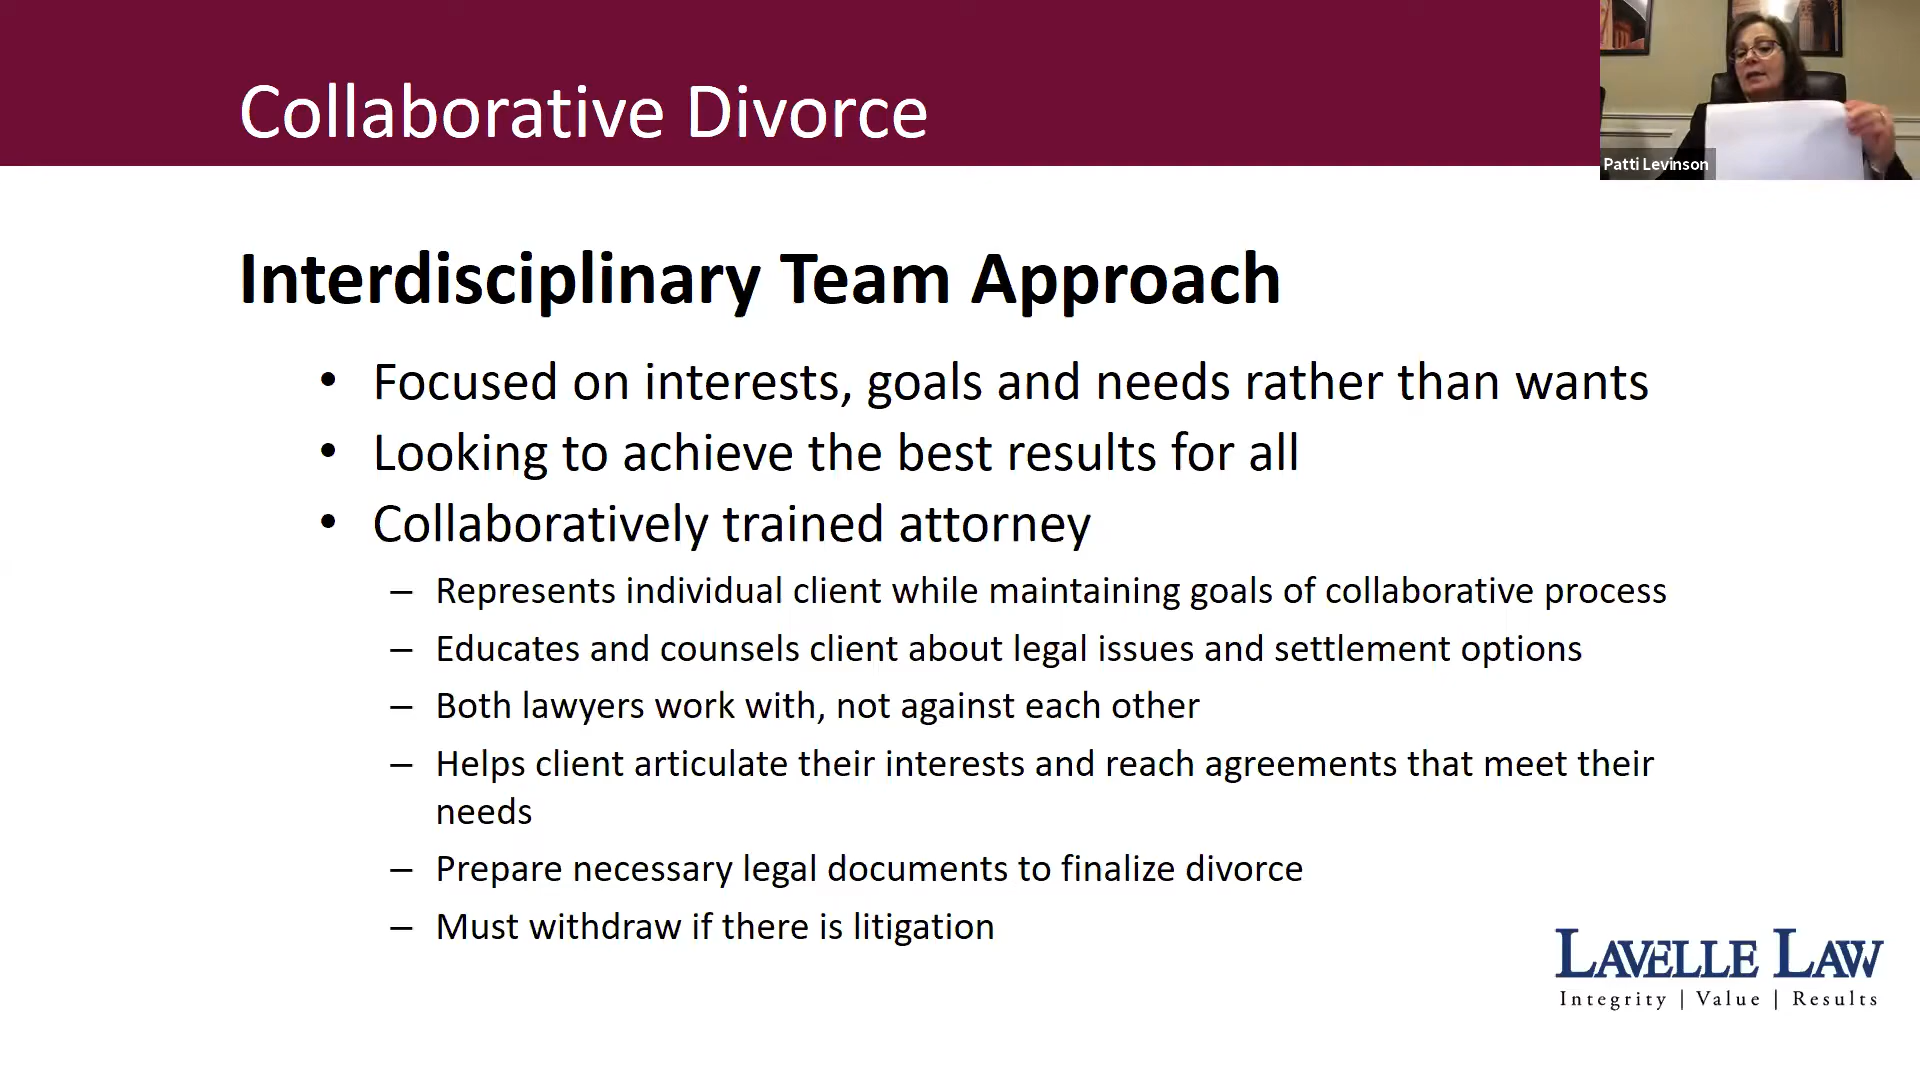 Collaborative Divorce
Patti Levinson
Interdisciplinary Team Approach
• Focused on interests, goals and needs rather than wants
• Looking to achieve the best results for all
• Collaboratively trained attorney
– Represents individual client while maintaining goals of collaborative process
– Educates and counsels client about legal issues and settlement options
– Both lawyers work with, not against each other
– Helps client articulate their interests and reach agreements that meet their
needs
– Prepare necessary legal documents to finalize divorce
– Must withdraw if there is litigation
LAVELLE LAW
Integrity | Value | Results